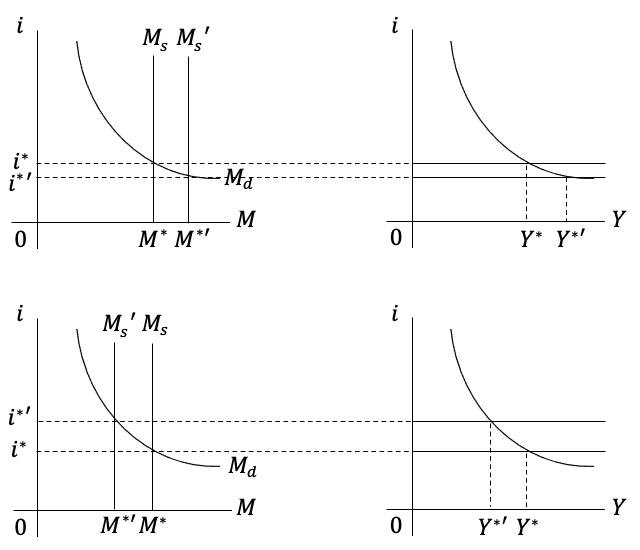 i i
M_s M_s′
i*
i*′
M_d
0 M* M*′ M 0 Y* Y*′ Y
i i
M_s′ M_s
i*′
i*
M_d
0 M*′ M* M 0 Y*′ Y* Y